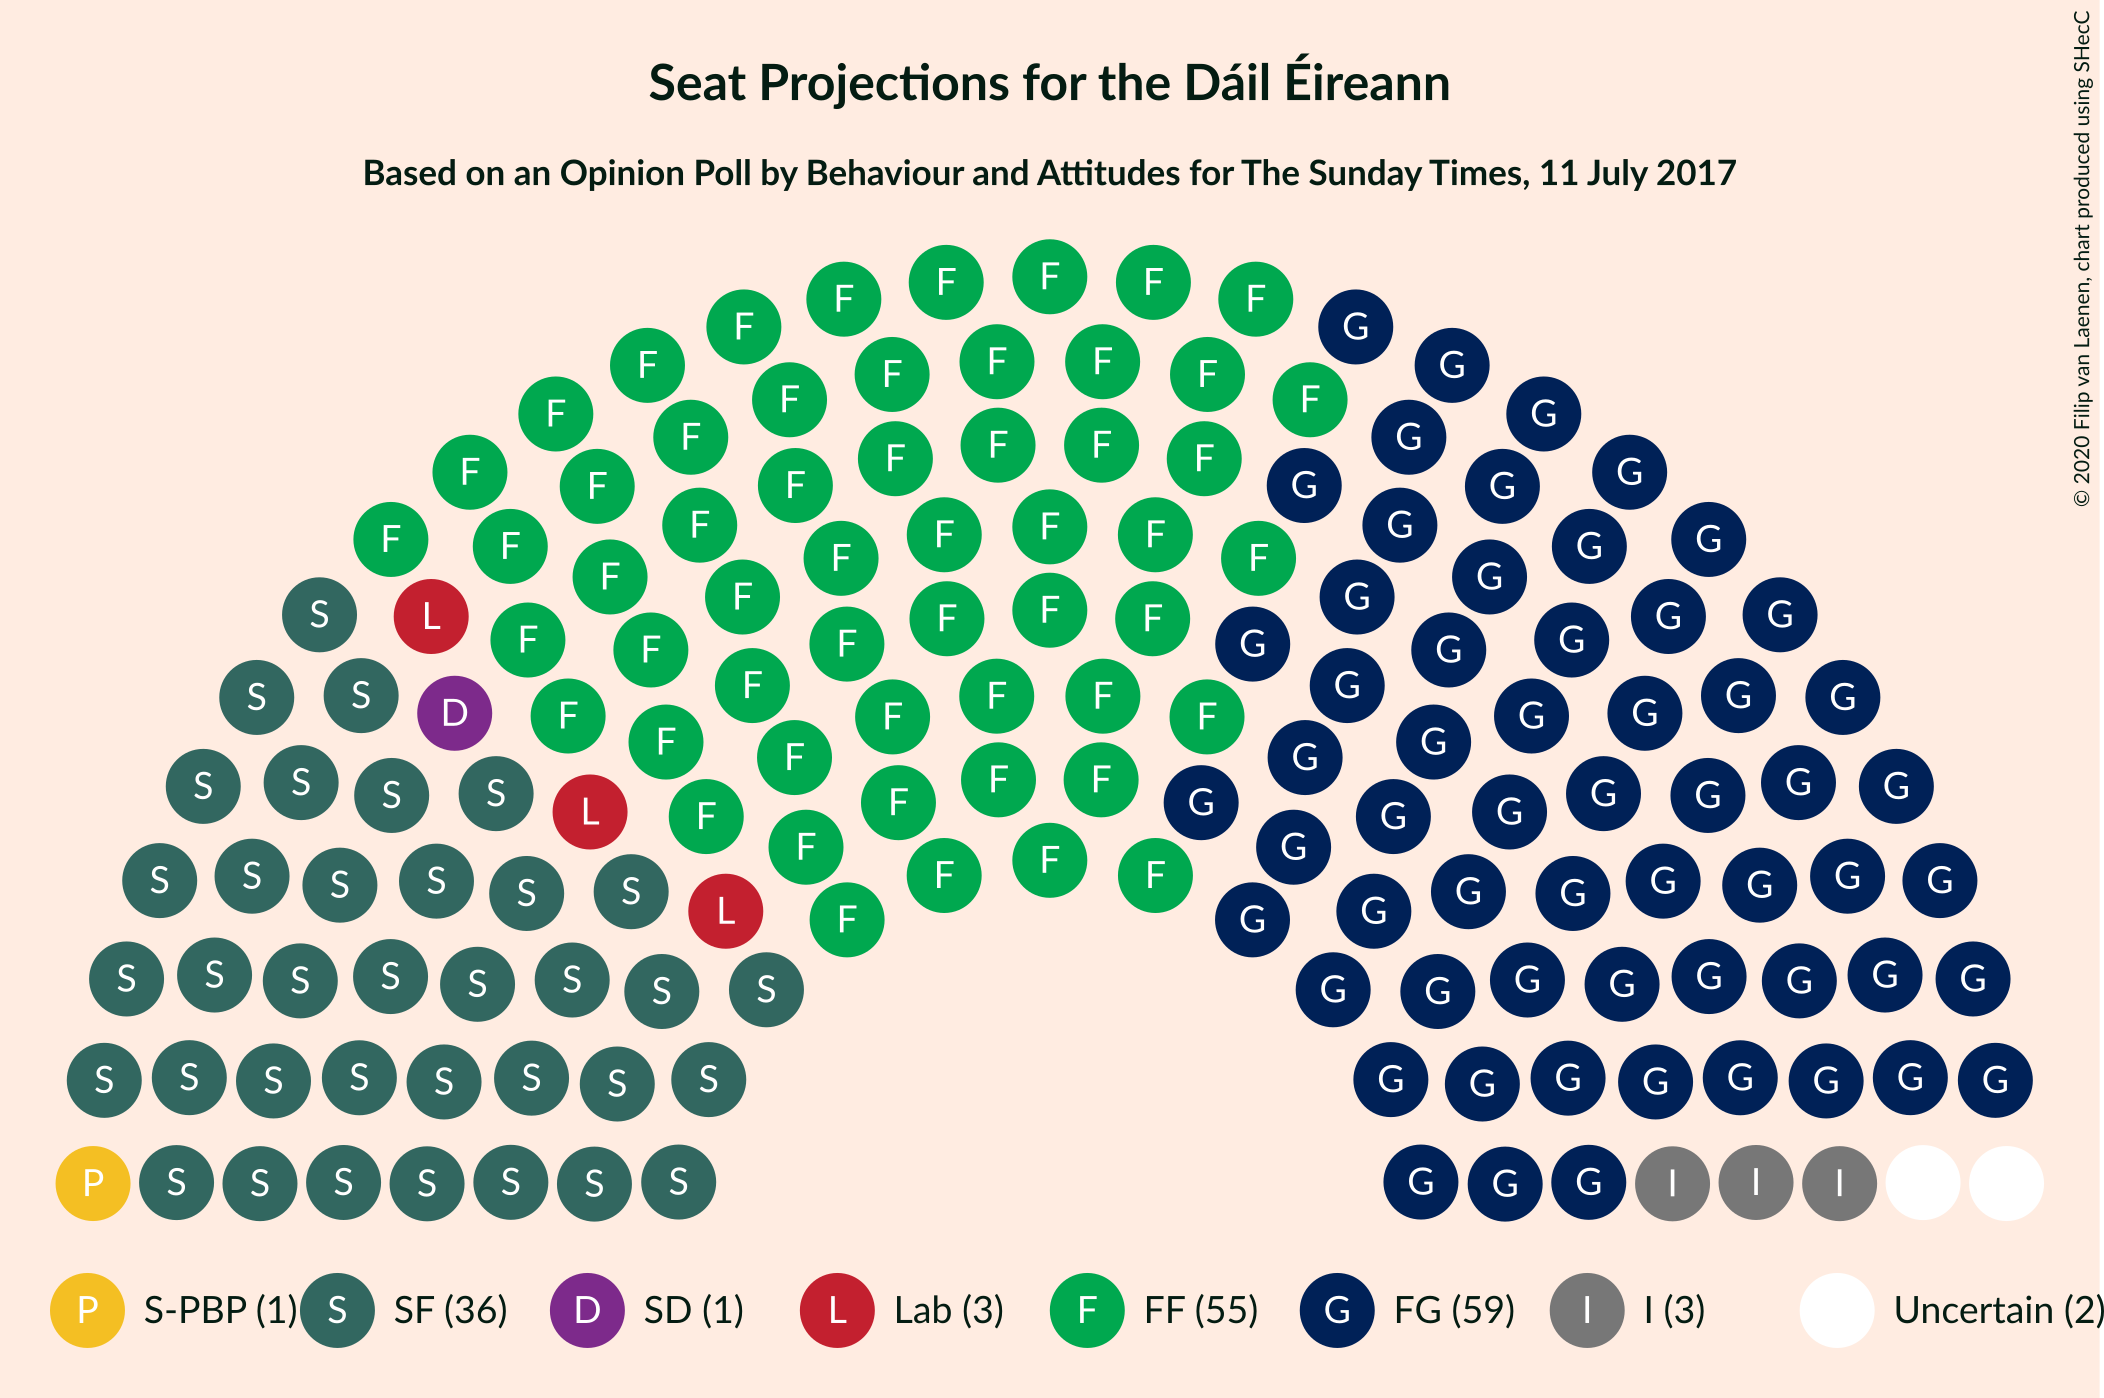 Seat Projections for the Dáil Éireann
Based on an Opinion Poll by Behaviour and Attitudes for The Sunday Times, 11 July 2017
© 2020 Filip van Laenen, chart produced using SHecC
F F F F F
F G
F F F F F G
F F F G
F F F F F G
F F F G G G
F F F F F F G G G
F F F G
S L F F F F G G G
F F F G G G
S S D F F F F F F G G G G G
F F G G
S S S S L F F F F G G G G G G G
F G
S S S S S S L F F F F G G G G G G G G
S S S S S S S S G G G G G G G G
S S S S S S S S G G G G G G G G
P S S S S S S S G G G I I I
P S-PBP (1) S SF (36) D SD (1) L Lab (3) F FF (55) G FG (59) I I (3) Uncertain (2)